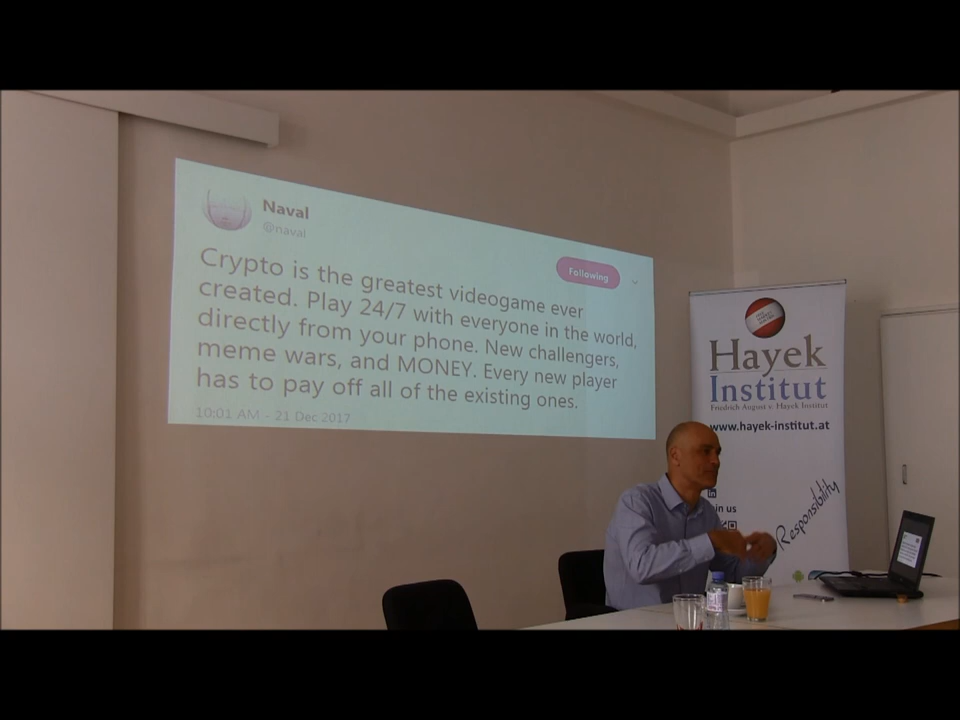 Naval
@naval
Following
Crypto is the greatest videogame ever
created. Play 24/7 with everyone in the world,
directly from your phone. New challengers,
meme wars, and MONEY. Every new player
has to pay off all of the existing ones.
10:01 AM - 21 Dec 2017
Hayek
Institut
Friedrich August v. Hayek Institut
www.hayek-institut.at
in
in us
Responsibility